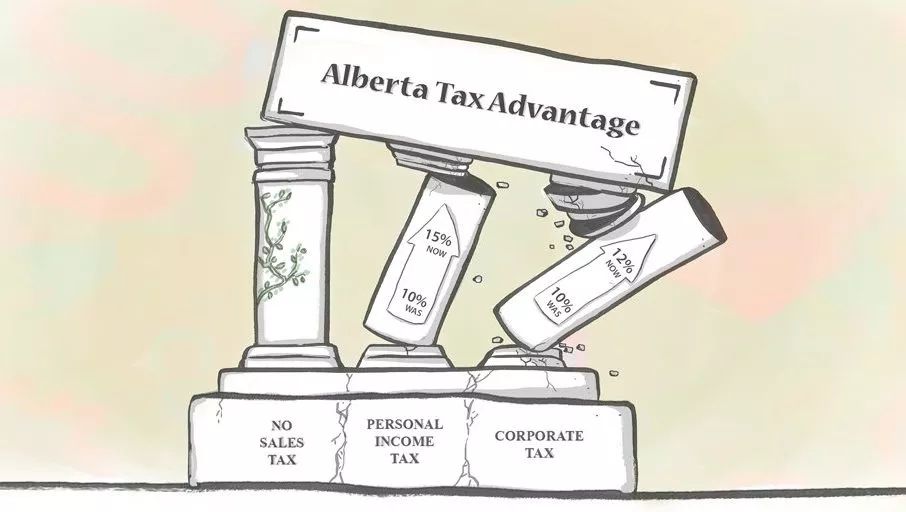 Alberta Tax Advantage
15%
NOW
10%
WAS
12%
NOW
10%
WAS
NO
SALES
TAX
PERSONAL
INCOME
TAX
CORPORATE
TAX